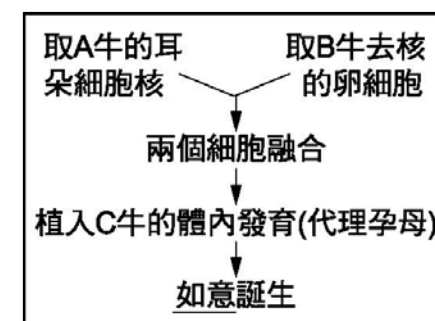 取A牛的耳
朵細胞核
取B牛去核
的卵細胞
兩個細胞融合
植入C牛的體內發育(代理孕母)
如意誕生